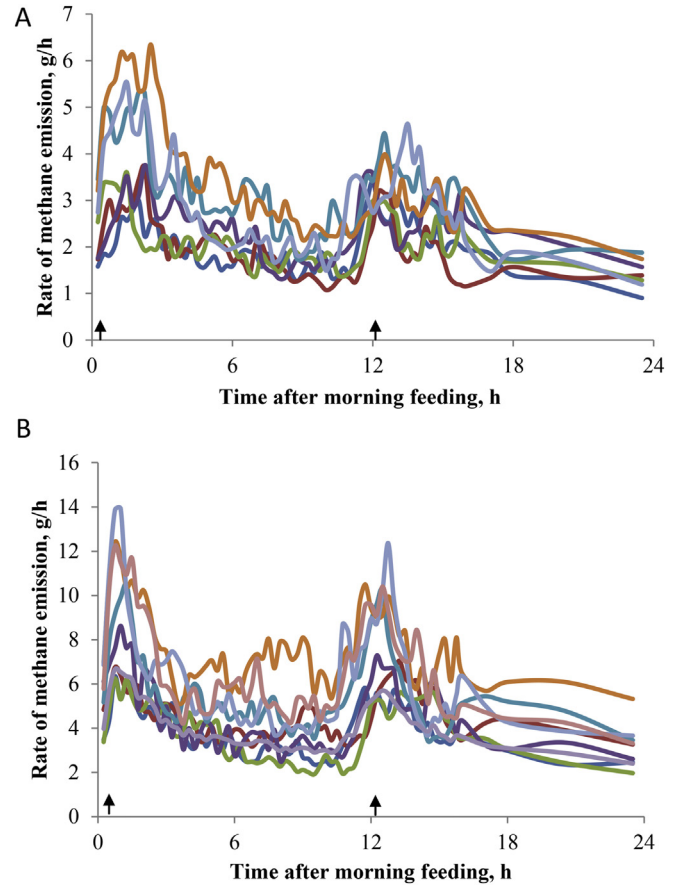 A
7
6
5
4
3
2
1
0
Rate of methane emission, g/h
0 6 12 18 24
Time after morning feeding, h
B
16
14
12
10
8
6
4
2
0
Rate of methane emission, g/h
0 6 12 18 24
Time after morning feeding, h